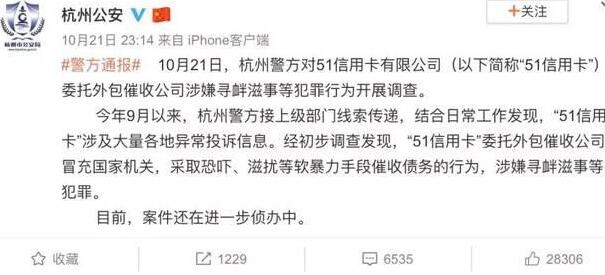 杭州公安
+关注
10月21日 23:14 来自 iPhone客户端
#警方通报# 10月21日，杭州警方对51信用卡有限公司（以下简称“51信用卡”）
委托外包催收公司涉嫌寻衅滋事等犯罪行为开展调查。
今年9月以来，杭州警方接上级部门线索传递，结合日常工作发现，“51信用
卡”涉及大量各地异常投诉信息。经初步调查发现，“51信用卡”委托外包催收公司
冒充国家机关，采取恐吓、滋扰等软暴力手段催收债务的行为，涉嫌寻衅滋事等
犯罪。
目前，案件还在进一步侦办中。
收藏
1229
6535
28306